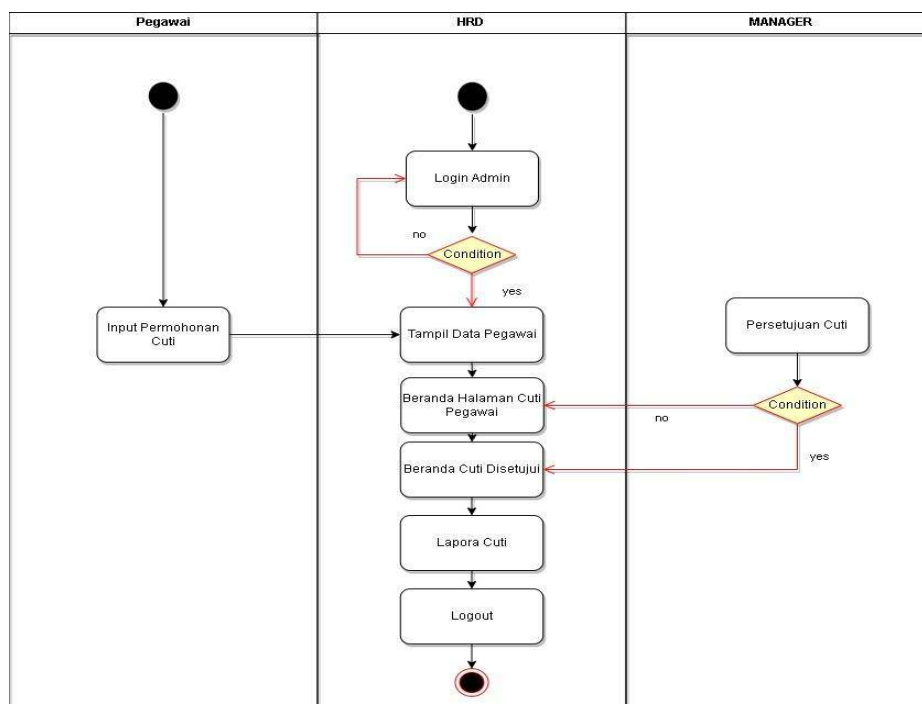 Pegawai
HRD
MANAGER
Login Admin
no
Condition
yes
Input Permohonan
Cuti
Tampil Data Pegawai
Persetujuan Cuti
Beranda Halaman Cuti
Pegawai
Condition
no
yes
Beranda Cuti Disetujui
Lapora Cuti
Logout